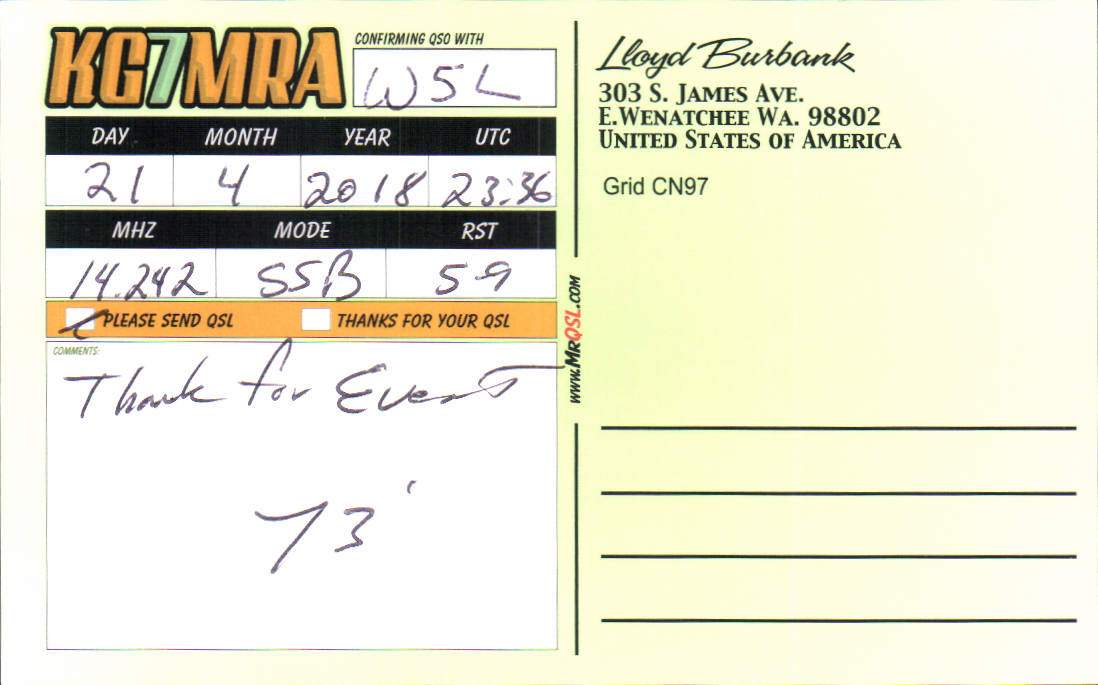 KG7MRA
CONFIRMING QSO WITH
W5L
DAY MONTH YEAR UTC
21 4 2018 23:36
MHZ MODE RST
14.242 SSB 59
PLEASE SEND QSL THANKS FOR YOUR QSL
COMMENTS:
Thank for Event
73'
www.MrQSL.com
Lloyd Burbank
303 S. James Ave.
E.Wenatchee Wa. 98802
United States of America
Grid CN97